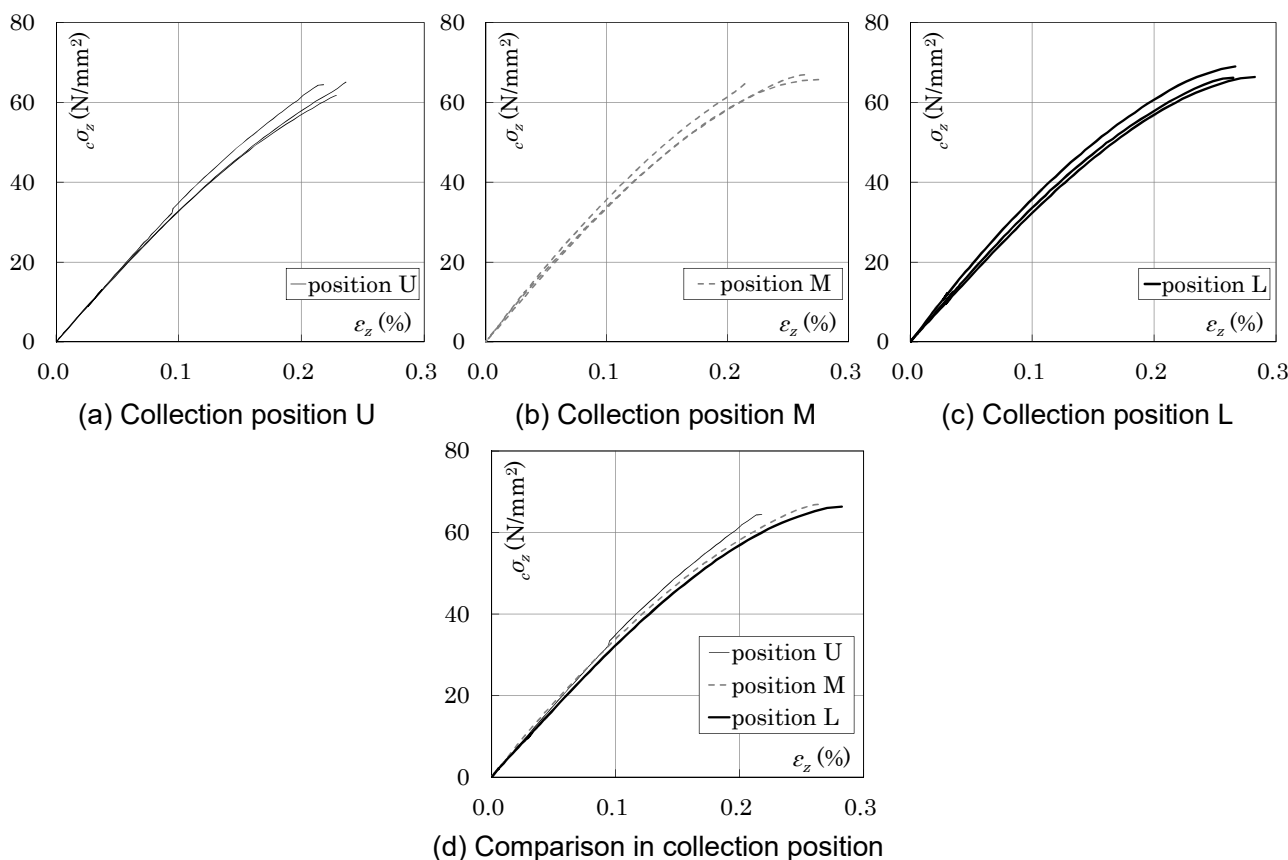 80
60
40
20
0
cσz (N/mm²)
position U
εz (%)
0.0 0.1 0.2 0.3
(a) Collection position U
80
60
40
20
0
cσz (N/mm²)
position M
εz (%)
0.0 0.1 0.2 0.3
(b) Collection position M
80
60
40
20
0
cσz (N/mm²)
position L
εz (%)
0.0 0.1 0.2 0.3
(c) Collection position L
80
60
40
20
0
cσz (N/mm²)
position U
position M
position L
εz (%)
0.0 0.1 0.2 0.3
(d) Comparison in collection position